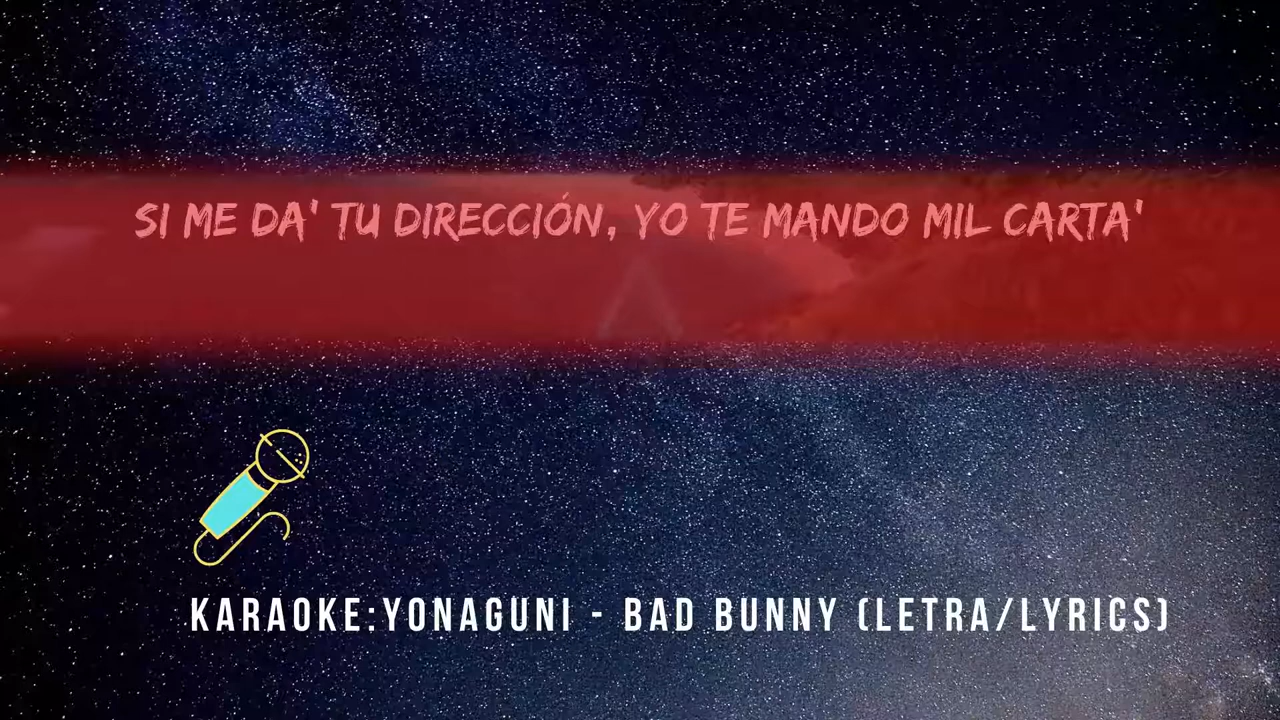 SI ME DA' TU DIRECCIÓN, YO TE MANDO MIL CARTA'
KARAOKE:YONAGUNI - BAD BUNNY (LETRA/LYRICS)